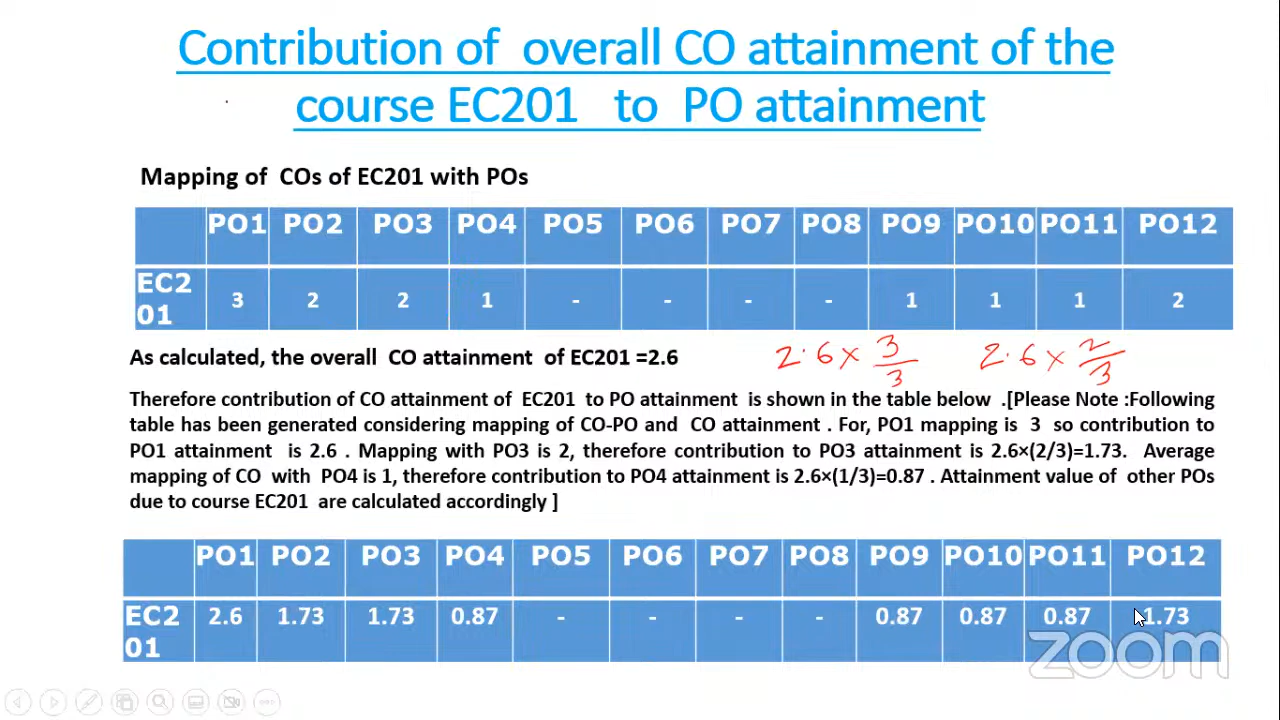 Contribution of overall CO attainment of the
course EC201 to PO attainment
Mapping of COs of EC201 with POs
PO1 PO2 PO3 PO4 PO5 PO6 PO7 PO8 PO9 PO10 PO11 PO12
EC2
01 3 2 2 1 - - - - 1 1 1 2
As calculated, the overall CO attainment of EC201 =2.6 2.6 × 3/3 2.6 × 2/3
Therefore contribution of CO attainment of EC201 to PO attainment is shown in the table below .[Please Note :Following
table has been generated considering mapping of CO-PO and CO attainment . For, PO1 mapping is 3 so contribution to
PO1 attainment is 2.6 . Mapping with PO3 is 2, therefore contribution to PO3 attainment is 2.6×(2/3)=1.73. Average
mapping of CO with PO4 is 1, therefore contribution to PO4 attainment is 2.6×(1/3)=0.87 . Attainment value of other POs
due to course EC201 are calculated accordingly ]
PO1 PO2 PO3 PO4 PO5 PO6 PO7 PO8 PO9 PO10 PO11 PO12
EC2
01 2.6 1.73 1.73 0.87 - - - - 0.87 0.87 0.87 1.73
zoom